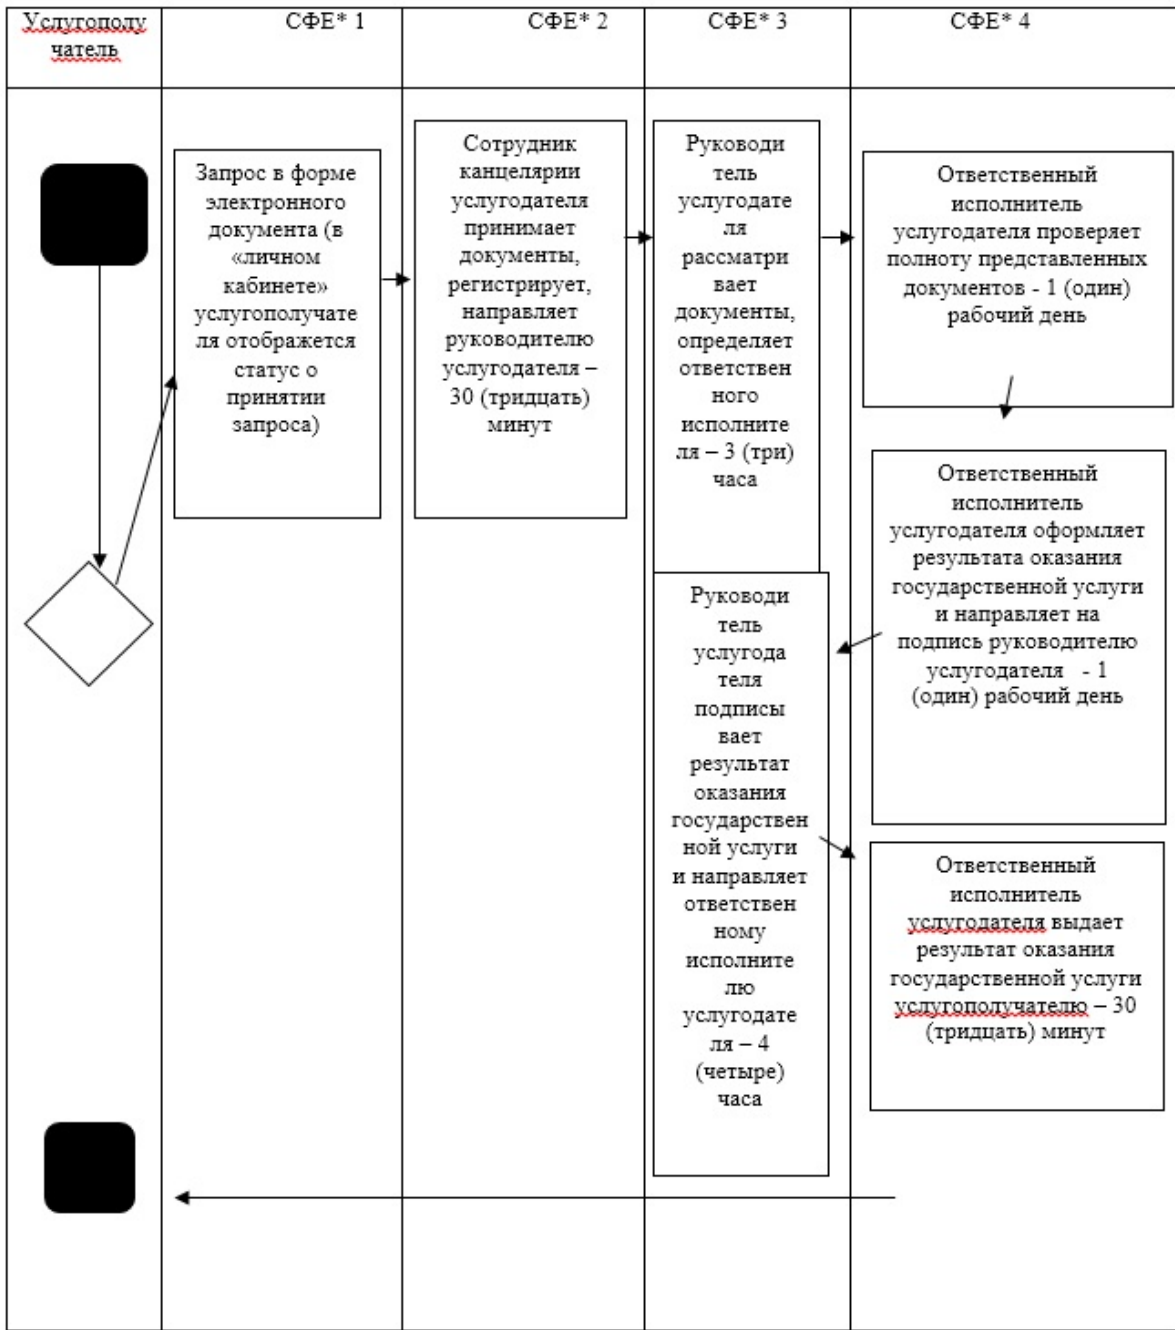 Услугополу
чатель
СФЕ* 1
СФЕ* 2
СФЕ* 3
СФЕ* 4
Запрос в форме
электронного
документа (в
«личном
кабинете»
услугополучате
ля отображется
статус о
принятии
запроса)
Сотрудник
канцелярии
услугодателя
принимает
документы,
регистрирует,
направляет
руководителю
услугодателя –
30 (тридцать)
минут
Руководи
тель
услугодате
ля
рассматри
вает
документы,
определяет
ответствен
ного
исполните
ля – 3 (три)
часа
Ответственный
исполнитель
услугодателя проверяет
полноту представленных
документов - 1 (один)
рабочий день
Ответственный
исполнитель
услугодателя оформляет
результата оказания
государственной услуги
и направляет на
подпись руководителю
услугодателя - 1
(один) рабочий день
Руководи
тель
услугода
теля
подписы
вает
результат
оказания
государствен
ной услуги
и направляет
ответствен
ному
исполните
лю
услугодате
ля – 4
(четыре)
часа
Ответственный
исполнитель
услугодателя выдает
результат оказания
государственной услуги
услугополучателю – 30
(тридцать) минут